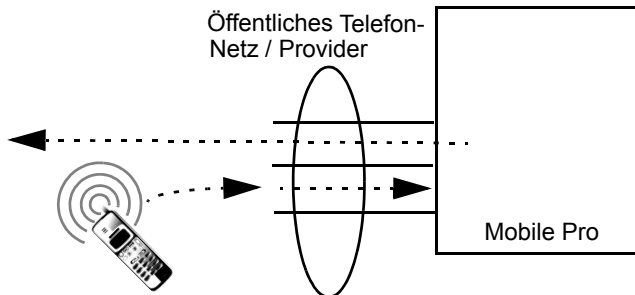 Öffentliches Telefon-
Netz / Provider
Mobile Pro